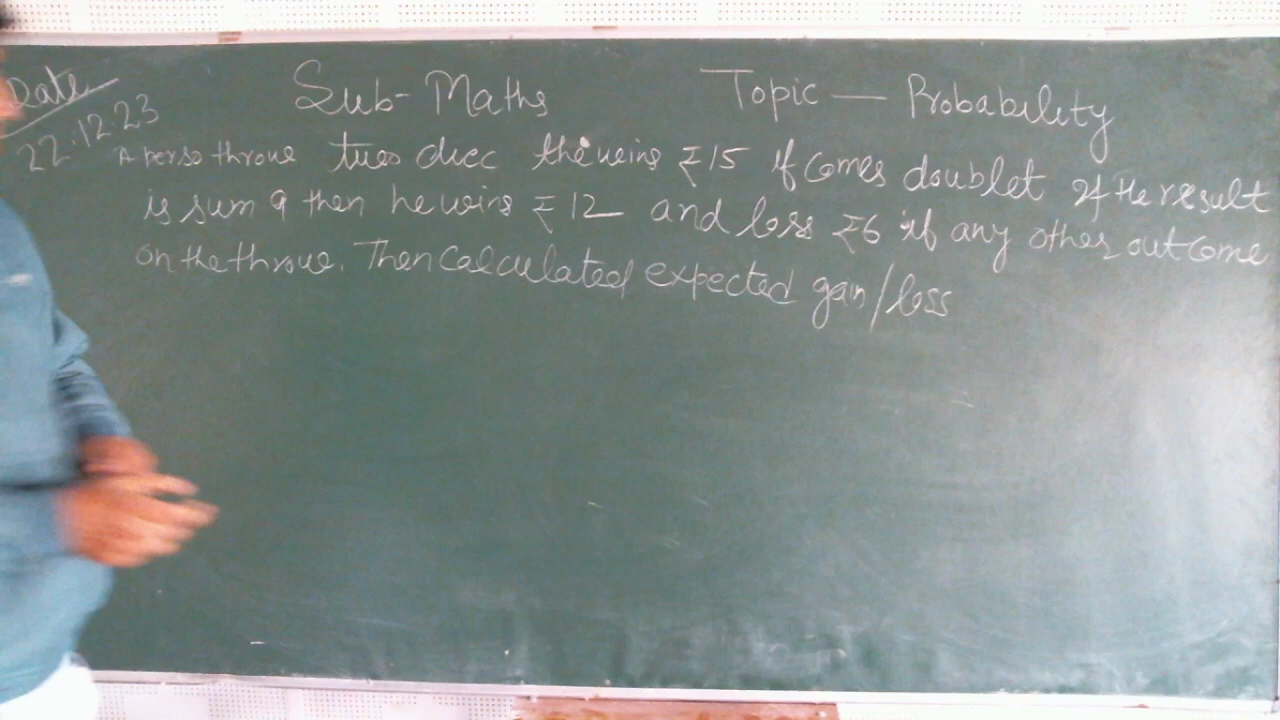 Date Sub- Maths Topic — Probability
22.12.23
A perso throue two dice the wins ₹15 if comes doublet If the result
is sum 9 then he wins ₹12 and loss ₹6 if any other outcome
on the throue. Then Calculated expected gain/loss